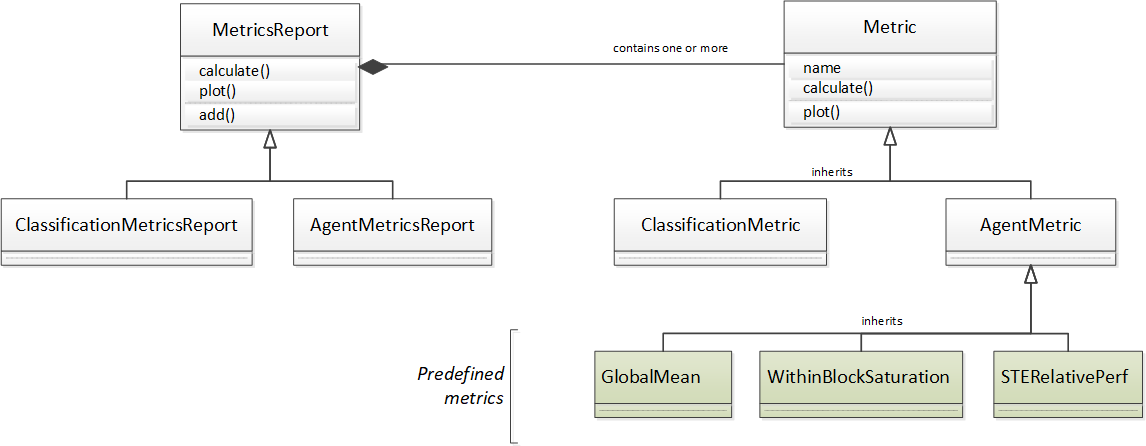 MetricsReport
calculate()
plot()
add()
contains one or more
Metric
name
calculate()
plot()
inherits
ClassificationMetricsReport
AgentMetricsReport
ClassificationMetric
AgentMetric
inherits
Predefined
metrics
GlobalMean
WithinBlockSaturation
STERelativePerf